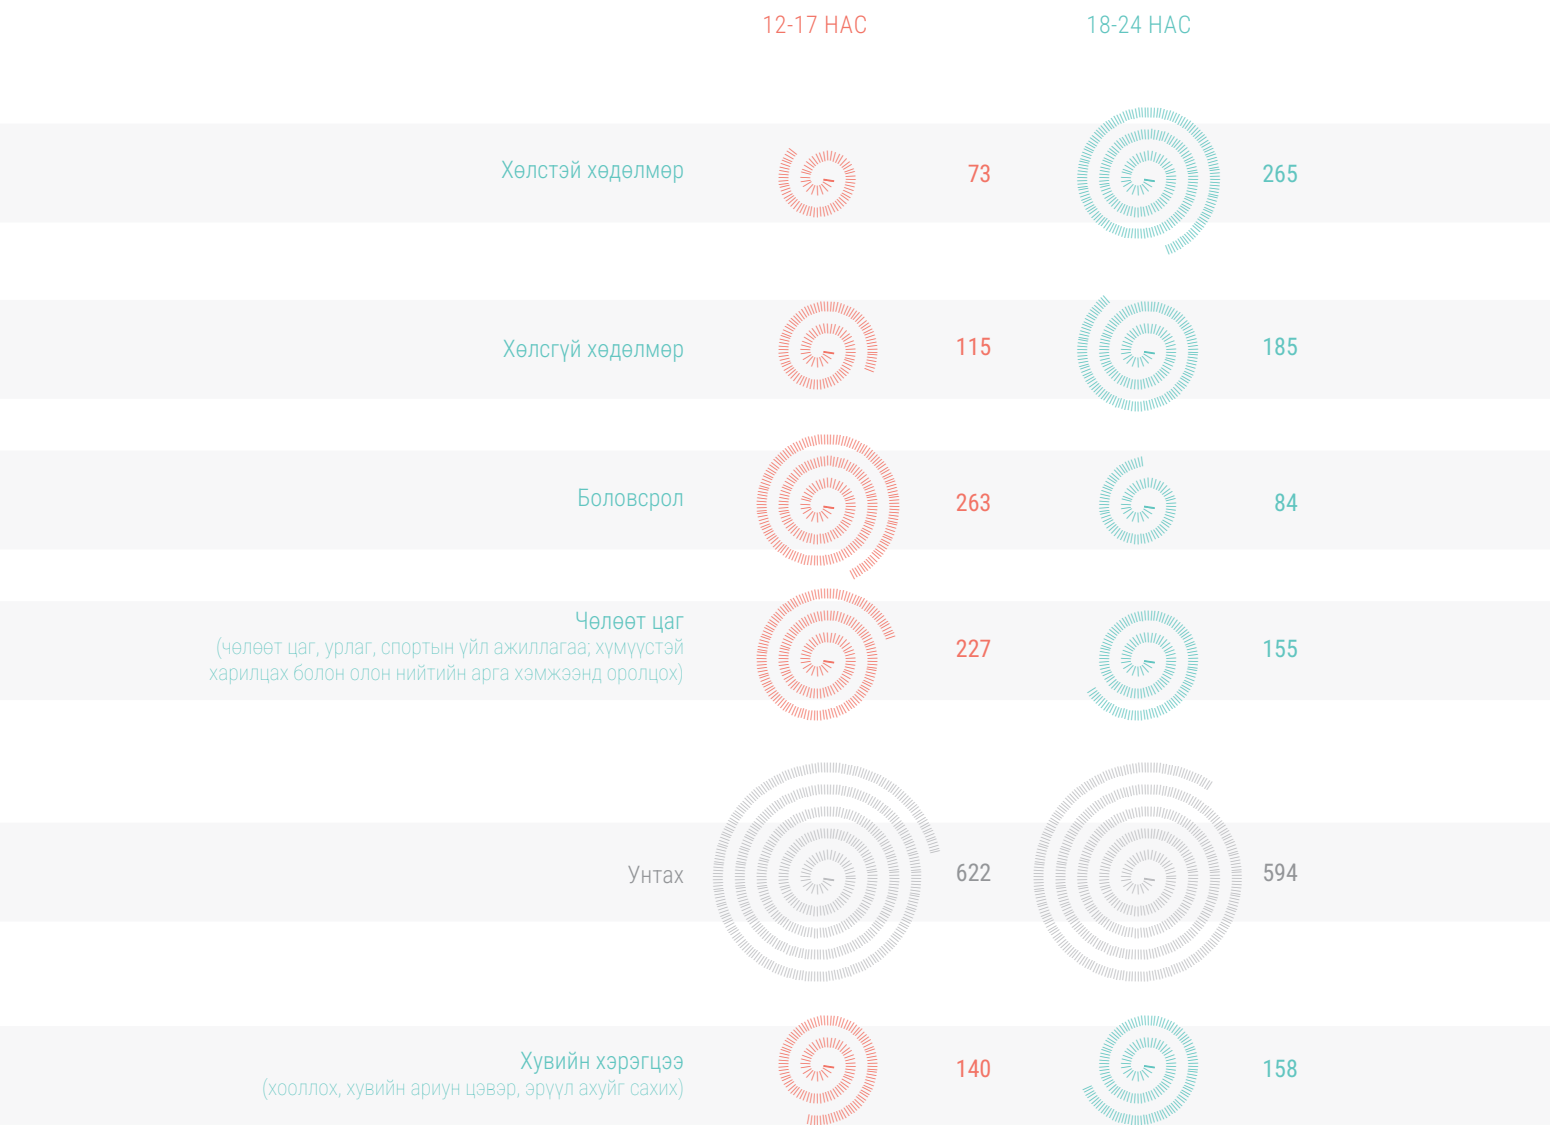 12-17 НАС 18-24 НАС
Хөлстэй хөдөлмөр 73 265
Хөлсгүй хөдөлмөр 115 185
Боловсрол 263 84
Чөлөөт цаг
(чөлөөт цаг, урлаг, спортын үйл ажиллагаа; хүмүүстэй 227 155
харилцах болон олон нийтийн арга хэмжээнд оролцох)
Унтах 622 594
Хувийн хэрэгцээ 140 158
(хооллох, хувийн ариун цэвэр, эрүүл ахуйг сахих)